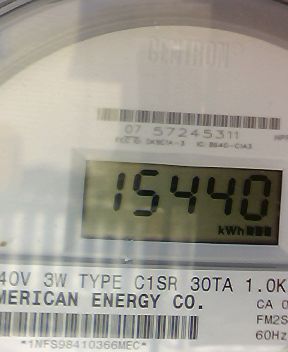 07 57245311
15440
kWh
40V 3W TYPE C1SR 30TA 1.0K
MERICAN ENERGY CO.
CA 0
FM2S
60Hz
*1NFS98410366MEC*